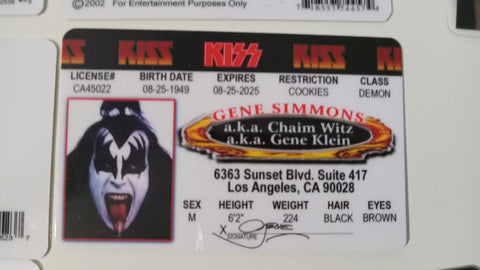 ©2002 For Entertainment Purposes Only
KISS KISS KISS KISS KISS
LICENSE# BIRTH DATE EXPIRES RESTRICTION CLASS
CA45022 08-25-1949 08-25-2025 COOKIES DEMON
GENE SIMMONS
a.k.a. Chaim Witz
a.k.a. Gene Klein
6363 Sunset Blvd. Suite 417
Los Angeles, CA 90028
SEX HEIGHT WEIGHT HAIR EYES
M 6'2" 224 BLACK BROWN
X Gene
SIGNATURE